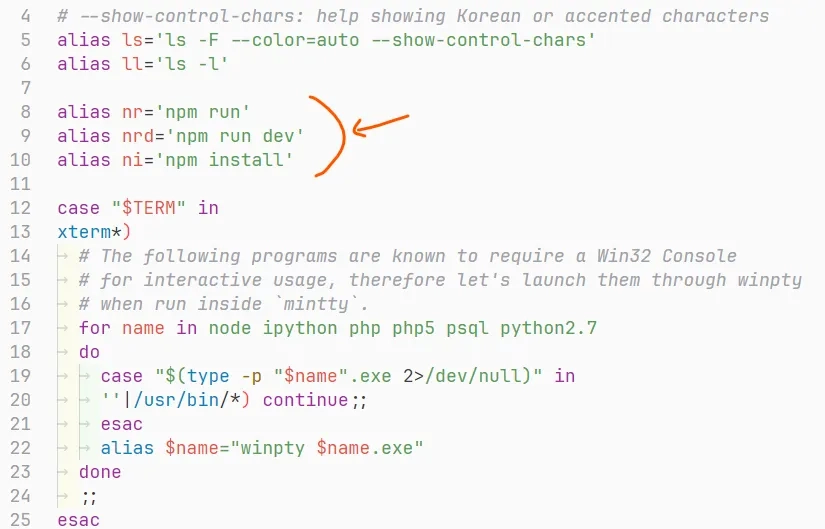 4 # --show-control-chars: help showing Korean or accented characters
5 alias ls='ls -F --color=auto --show-control-chars'
6 alias ll='ls -l'
7
8 alias nr='npm run'
9 alias nrd='npm run dev'
10 alias ni='npm install'
11
12 case "$TERM" in
13 xterm*)
14 # The following programs are known to require a Win32 Console
15 # for interactive usage, therefore let's launch them through winpty
16 # when run inside `mintty`.
17 for name in node ipython php php5 psql python2.7
18 do
19 case "$(type -p "$name".exe 2>/dev/null)" in
20 ''|/usr/bin/*) continue;;
21 esac
22 alias $name="winpty $name.exe"
23 done
24 ;;
25 esac